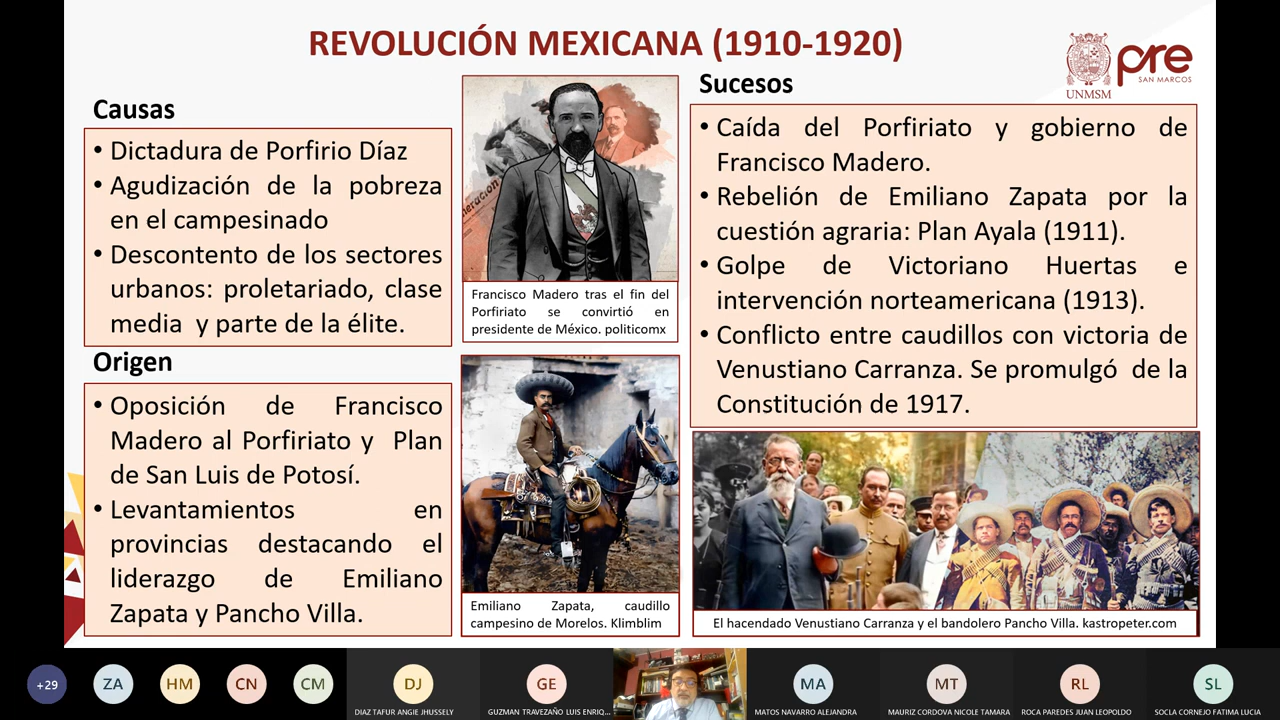 REVOLUCIÓN MEXICANA (1910-1920)
UNMSM
pre
SAN MARCOS
Causas
• Dictadura de Porfirio Díaz
• Agudización de la pobreza
en el campesinado
• Descontento de los sectores
urbanos: proletariado, clase
media y parte de la élite.
Origen
• Oposición de Francisco
Madero al Porfiriato y Plan
de San Luis de Potosí.
• Levantamientos en
provincias destacando el
liderazgo de Emiliano
Zapata y Pancho Villa.
neración
Francisco Madero tras el fin del
Porfiriato se convirtió en
presidente de México. politicomx
Emiliano Zapata, caudillo
campesino de Morelos. Klimblim
Sucesos
• Caída del Porfiriato y gobierno de
Francisco Madero.
• Rebelión de Emiliano Zapata por la
cuestión agraria: Plan Ayala (1911).
• Golpe de Victoriano Huertas e
intervención norteamericana (1913).
• Conflicto entre caudillos con victoria de
Venustiano Carranza. Se promulgó de la
Constitución de 1917.
El hacendado Venustiano Carranza y el bandolero Pancho Villa. kastropeter.com
+29
ZA
HM
CN
CM
DJ
DIAZ TAFUR ANGIE JHUSSELY
GE
GUZMAN TRAVEZAÑO LUIS ENRIQ...
MA
MATOS NAVARRO ALEJANDRA
MT
MAURIZ CORDOVA NICOLE TAMARA
RL
ROCA PAREDES JUAN LEOPOLDO
SL
SOCLA CORNEJO FATIMA LUCIA